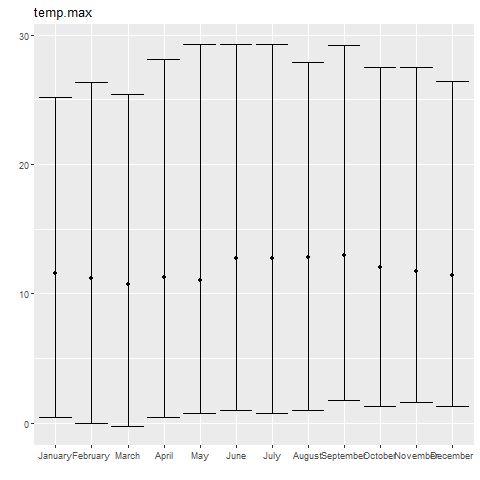 temp.max
30
20
10
0
January February March April May June July August September October November December